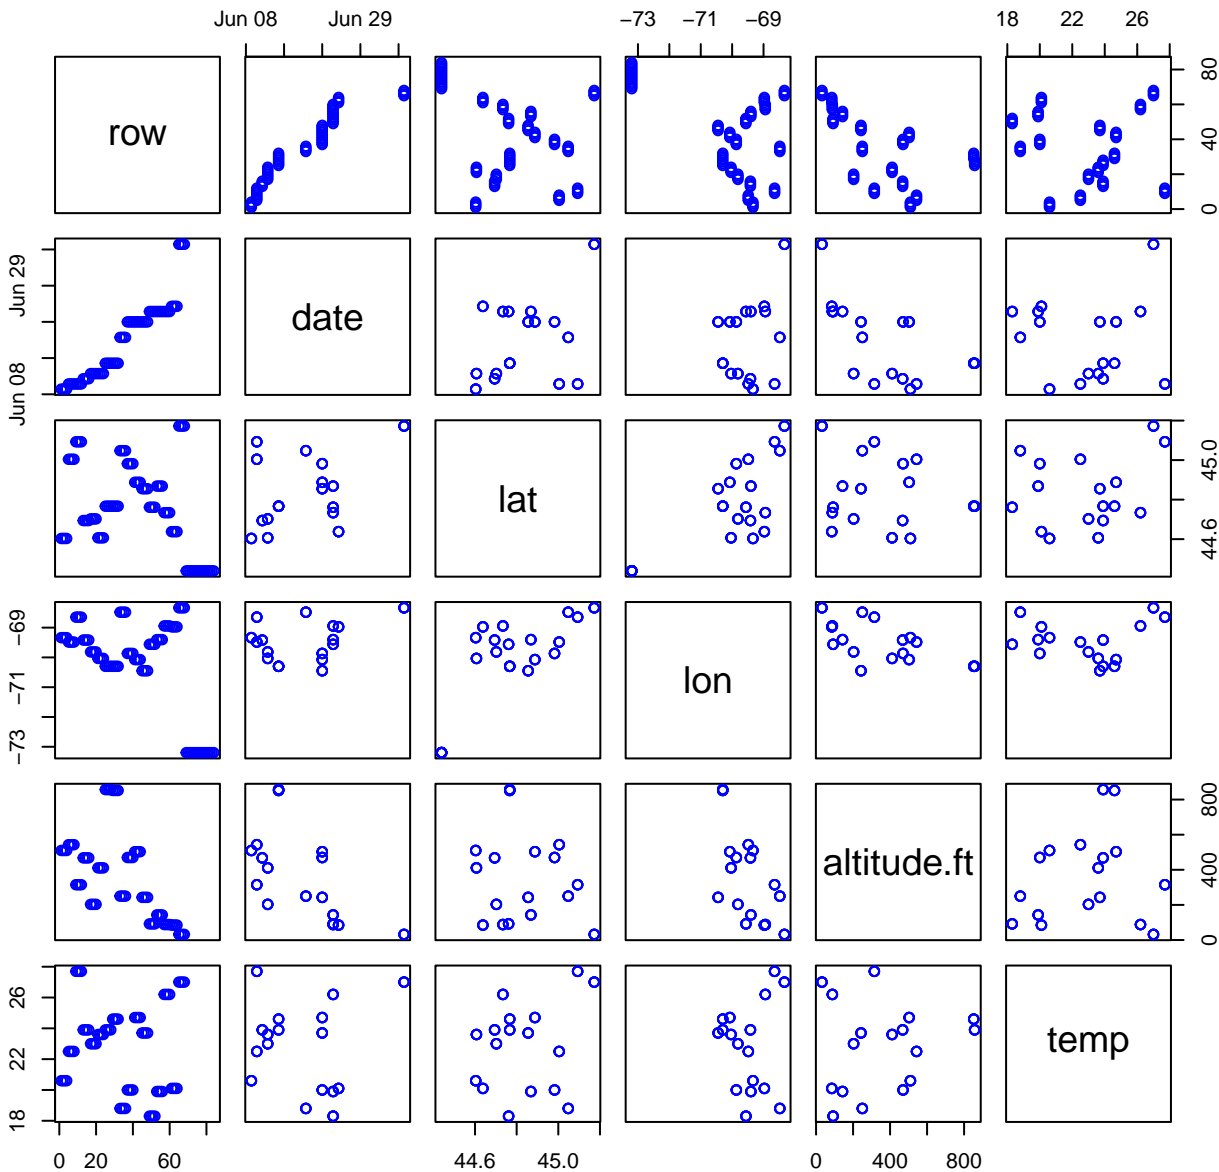 Jun 08 Jun 29 −73 −71 −69 18 22 26
row 0 40 80
Jun 08 Jun 29 date
lat 44.6 45.0
−73 −71 −69 lon
altitude.ft 0 400 800
18 22 26 temp
0 20 60 44.6 45.0 0 400 800